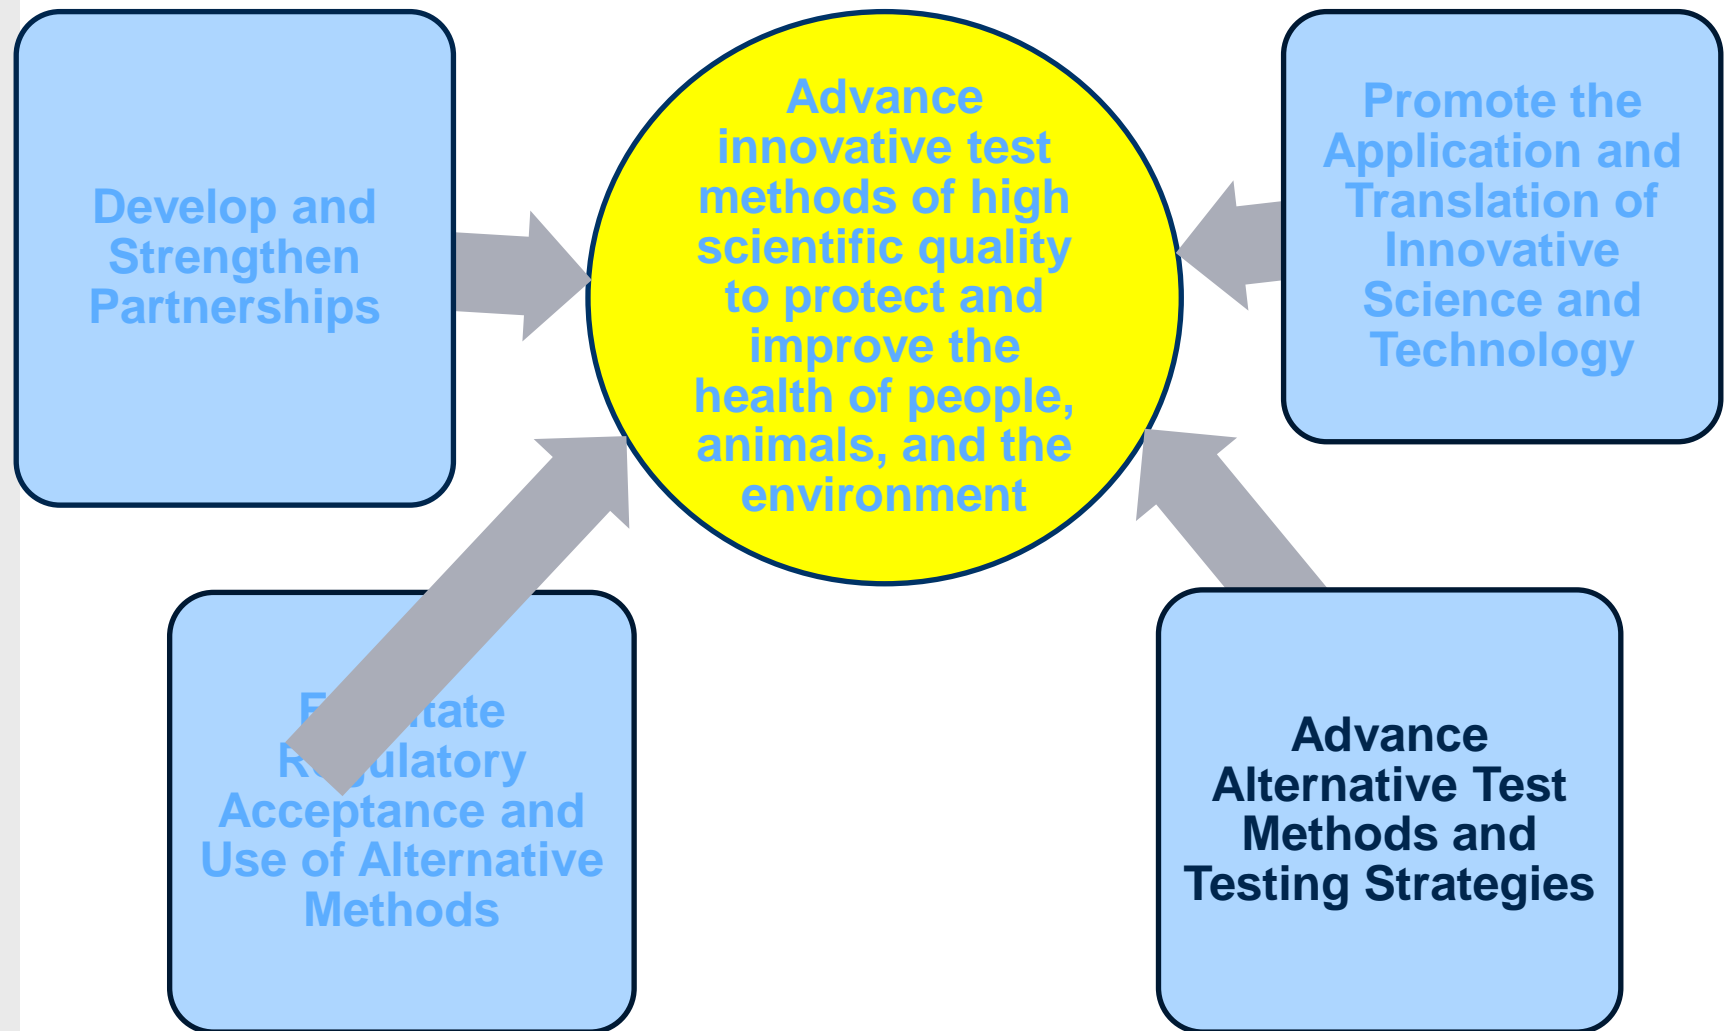 Develop and
Strengthen
Partnerships
Advance
innovative test
methods of high
scientific quality
to protect and
improve the
health of people,
animals, and the
environment
Promote the
Application and
Translation of
Innovative
Science and
Technology
Acceptance and
Use of Alternative
Methods
Advance
Alternative Test
Methods and
Testing Strategies